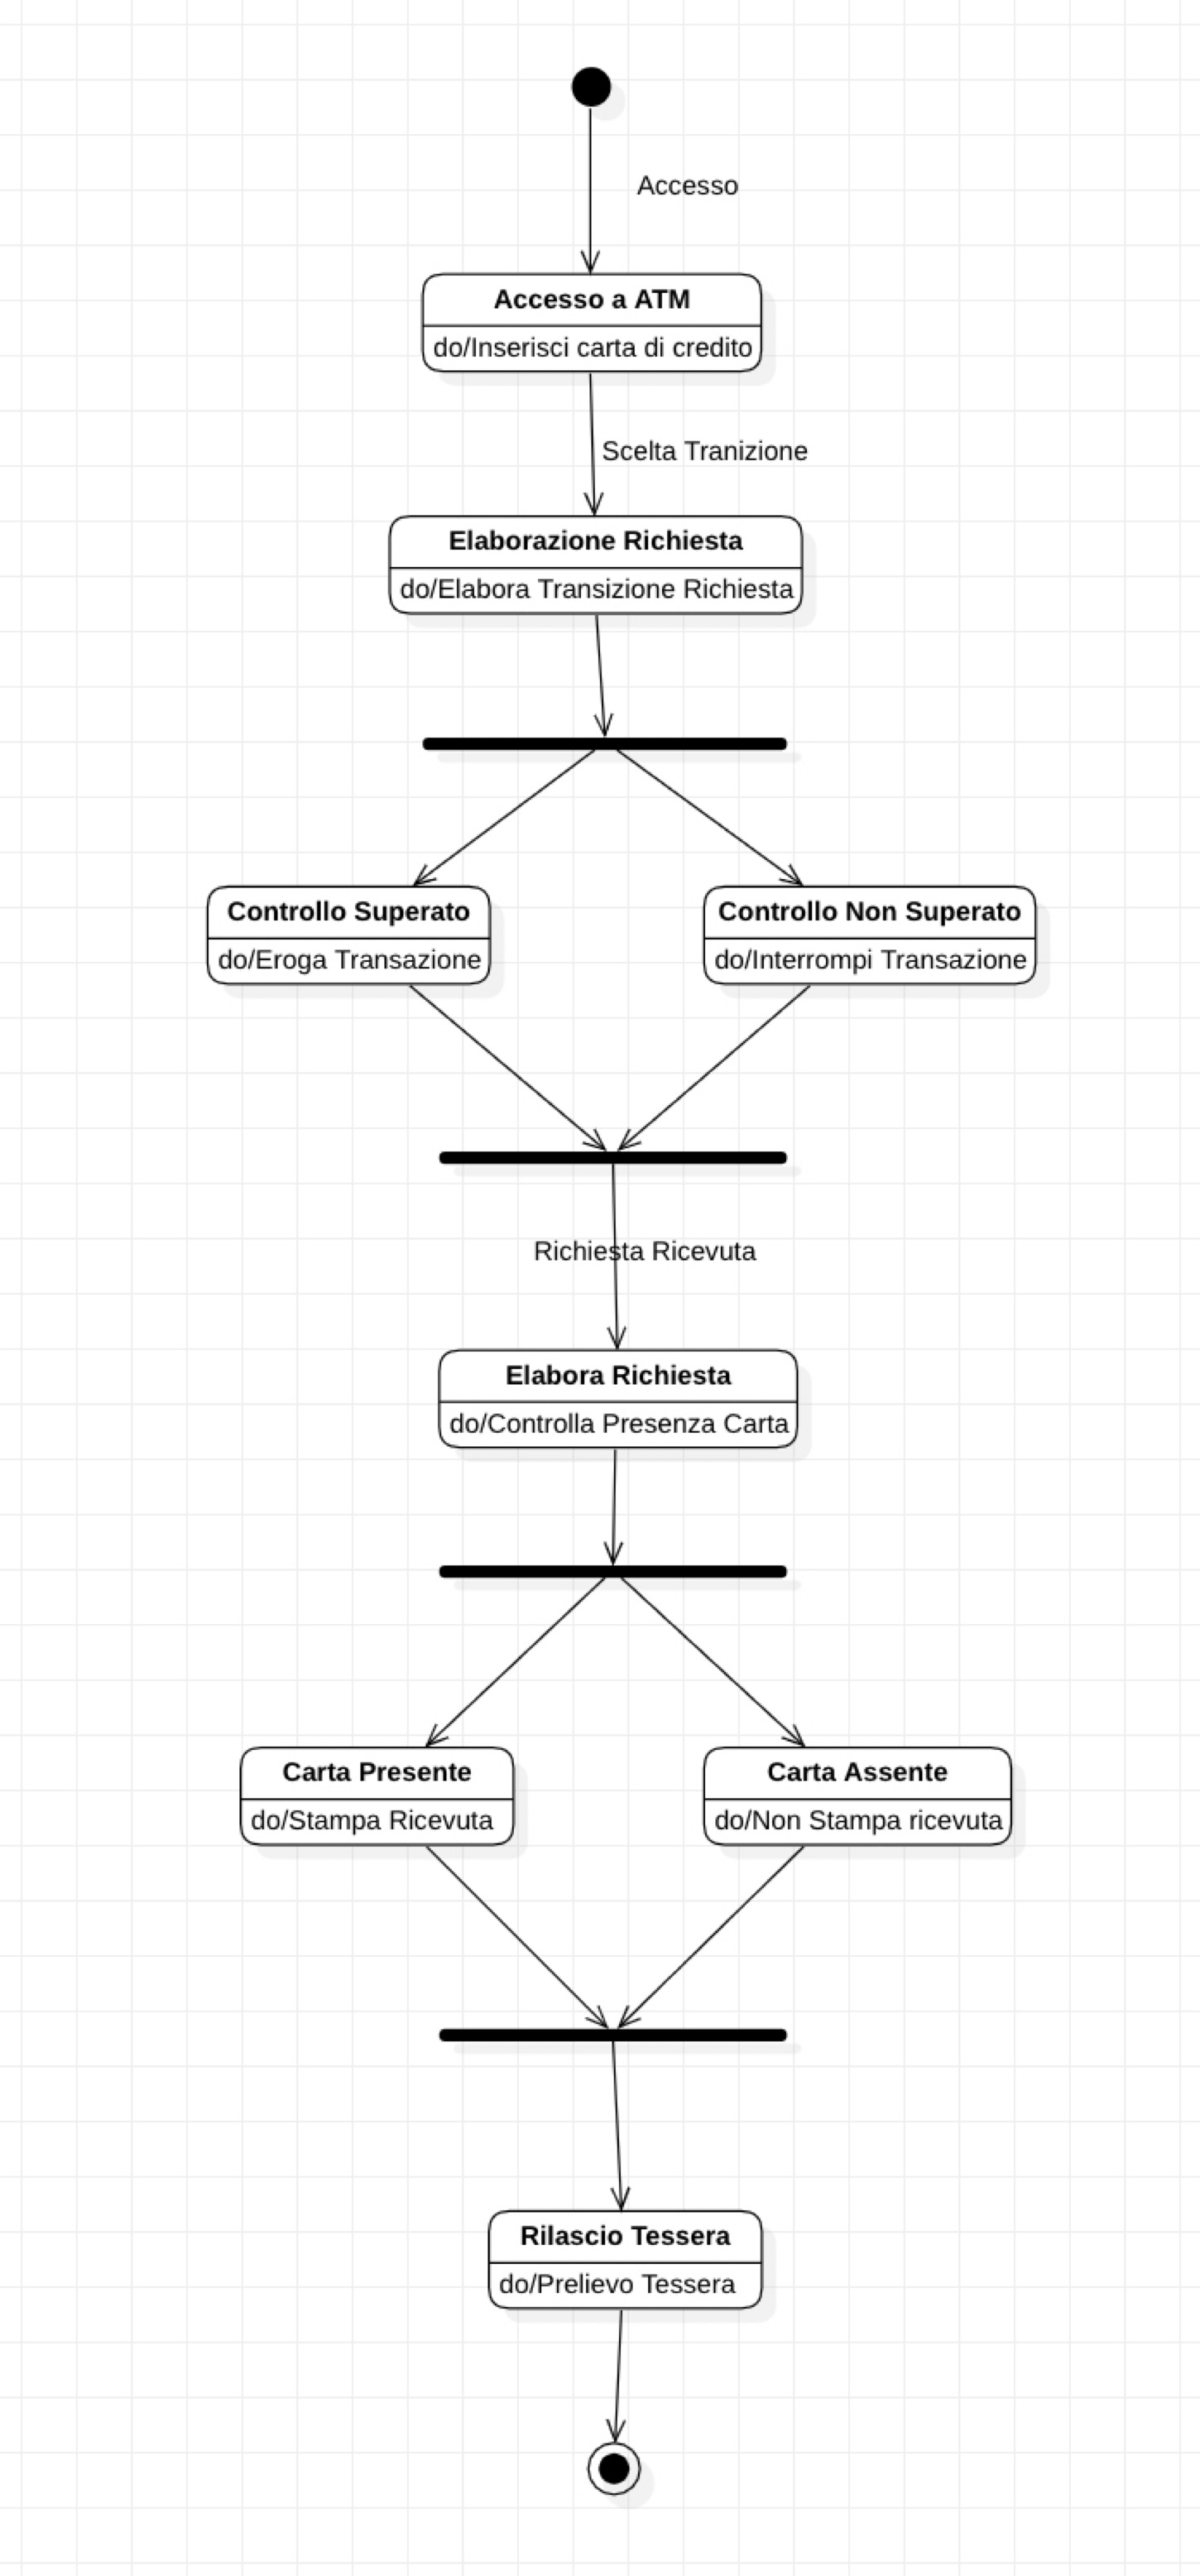 Accesso
Accesso a ATM
do/Inserisci carta di credito
Scelta Tranizione
Elaborazione Richiesta
do/Elabora Transizione Richiesta
Controllo Superato
do/Eroga Transazione
Controllo Non Superato
do/Interrompi Transazione
Richiesta Ricevuta
Elabora Richiesta
do/Controlla Presenza Carta
Carta Presente
do/Stampa Ricevuta
Carta Assente
do/Non Stampa ricevuta
Rilascio Tessera
do/Prelievo Tessera